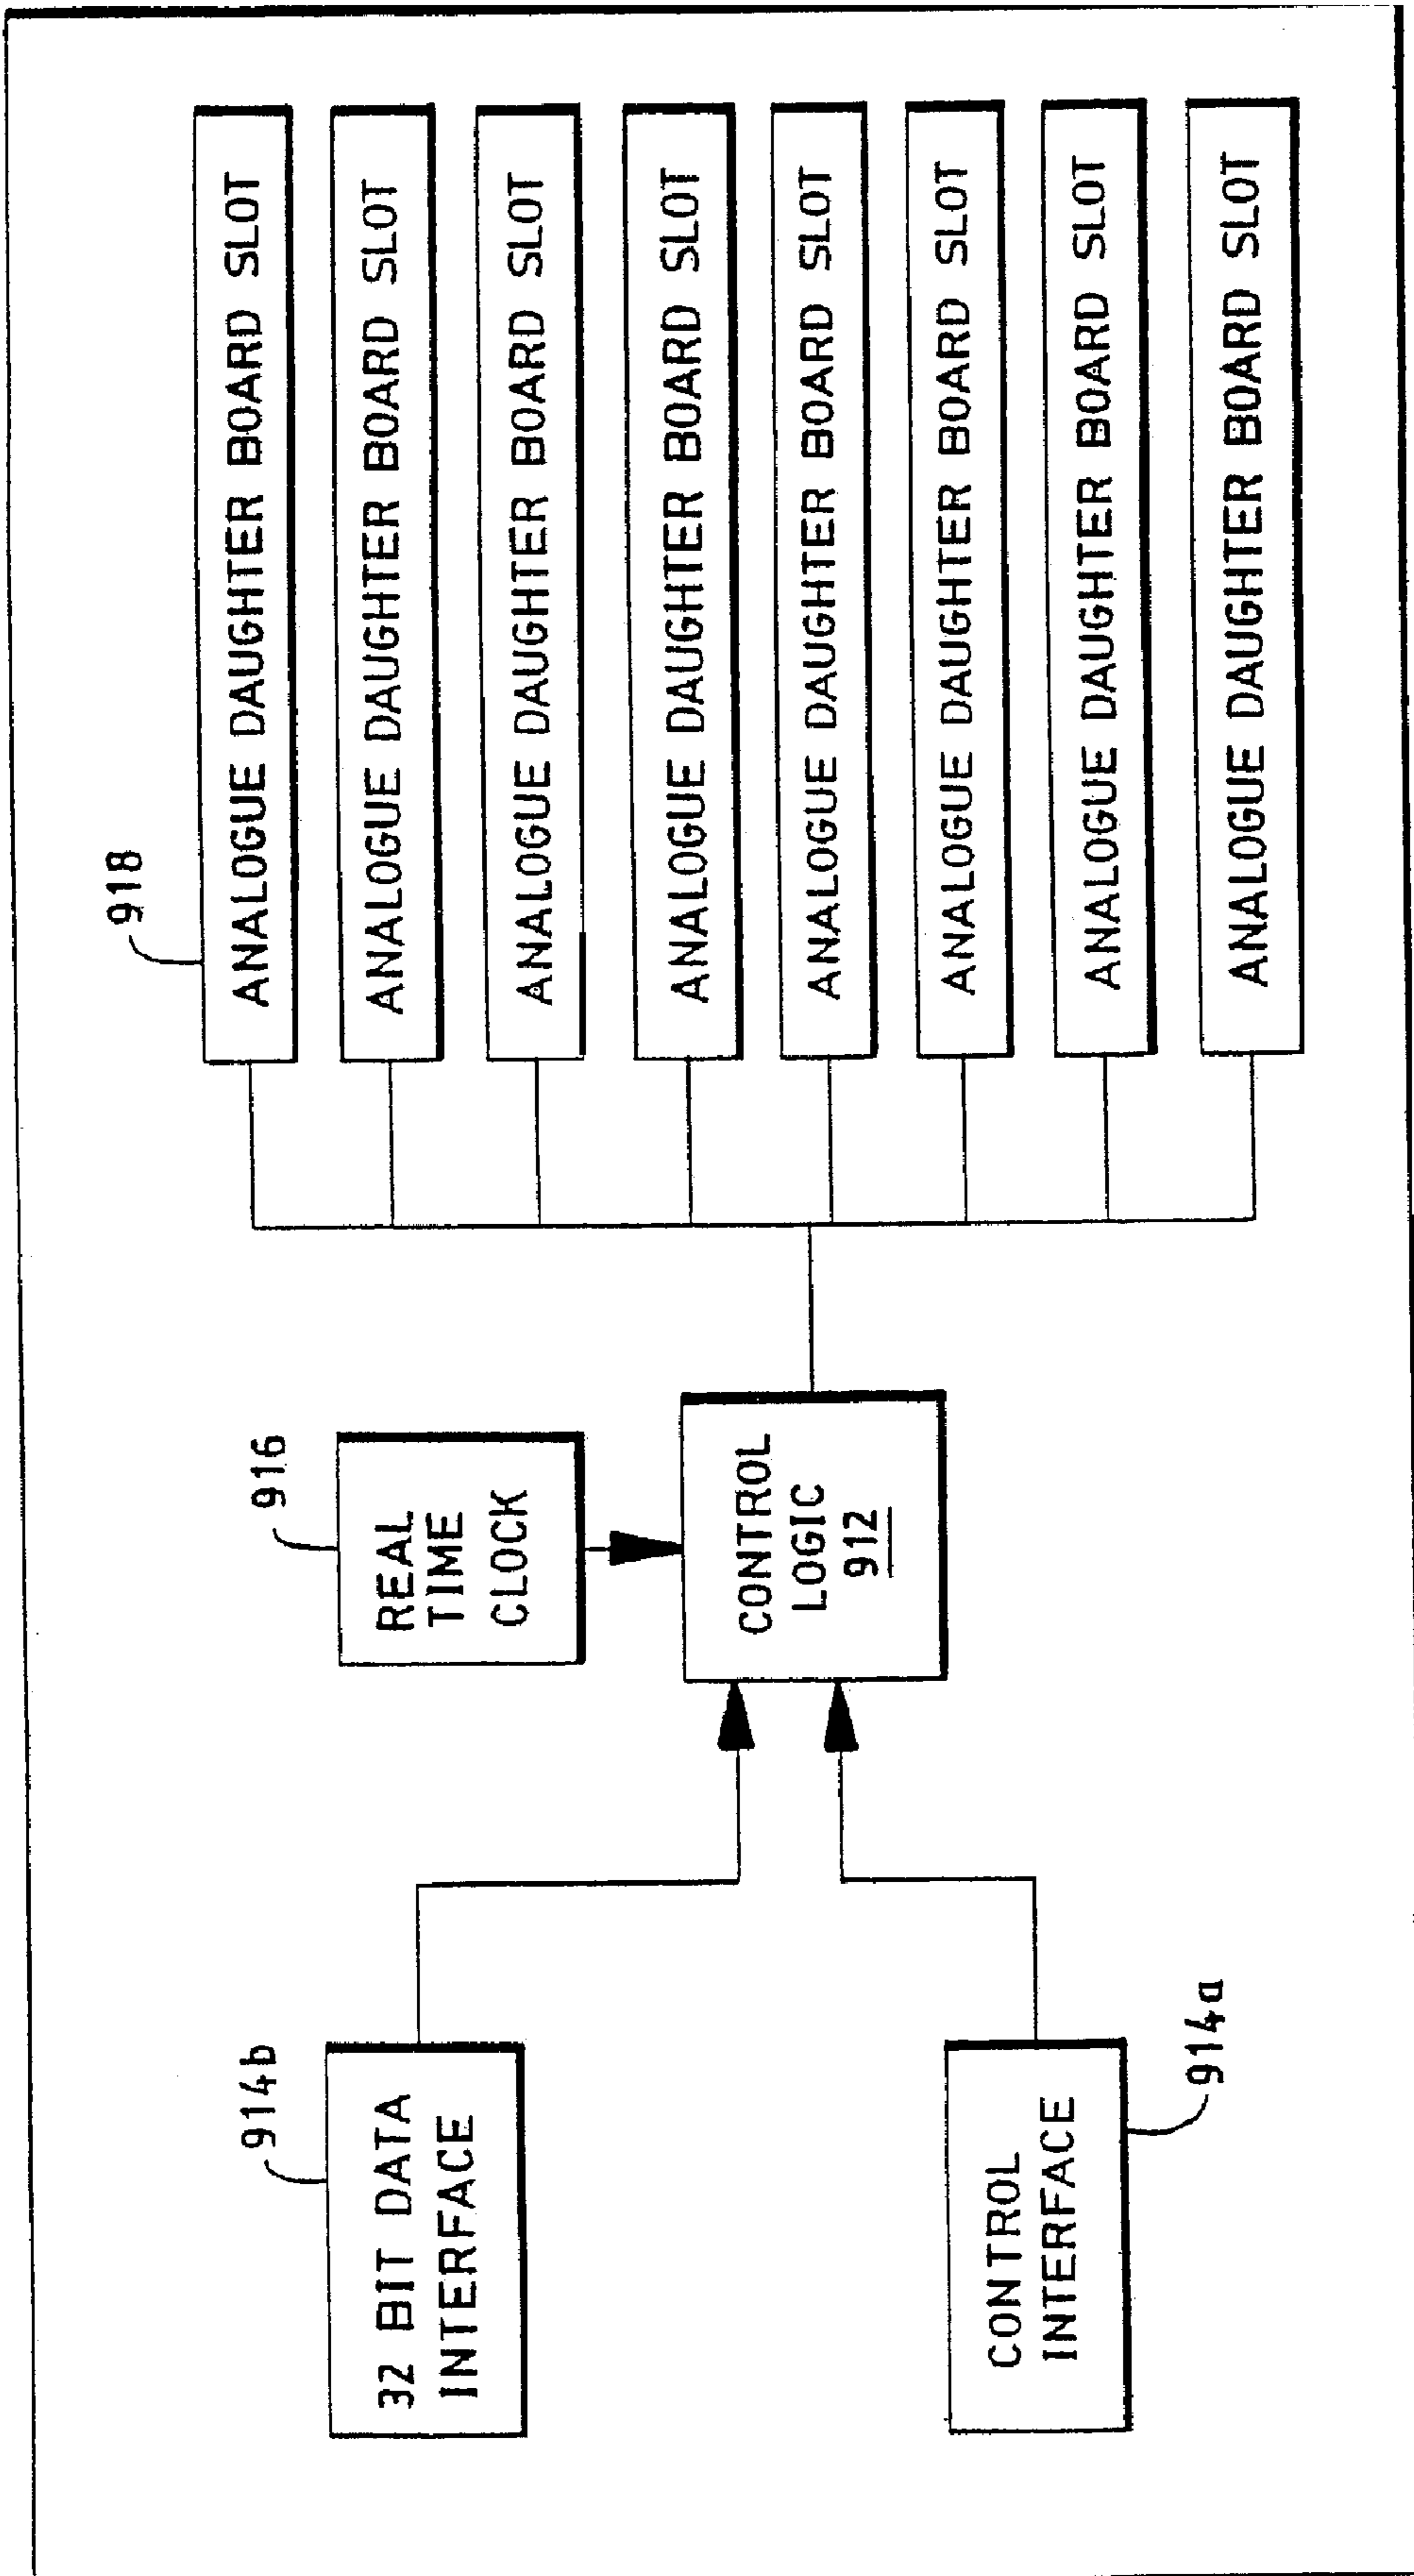 914b
32 BIT DATA
INTERFACE
CONTROL
INTERFACE
914a
916
REAL
TIME
CLOCK
CONTROL
LOGIC
912
918
ANALOGUE DAUGHTER BOARD SLOT
ANALOGUE DAUGHTER BOARD SLOT
ANALOGUE DAUGHTER BOARD SLOT
ANALOGUE DAUGHTER BOARD SLOT
ANALOGUE DAUGHTER BOARD SLOT
ANALOGUE DAUGHTER BOARD SLOT
ANALOGUE DAUGHTER BOARD SLOT
ANALOGUE DAUGHTER BOARD SLOT